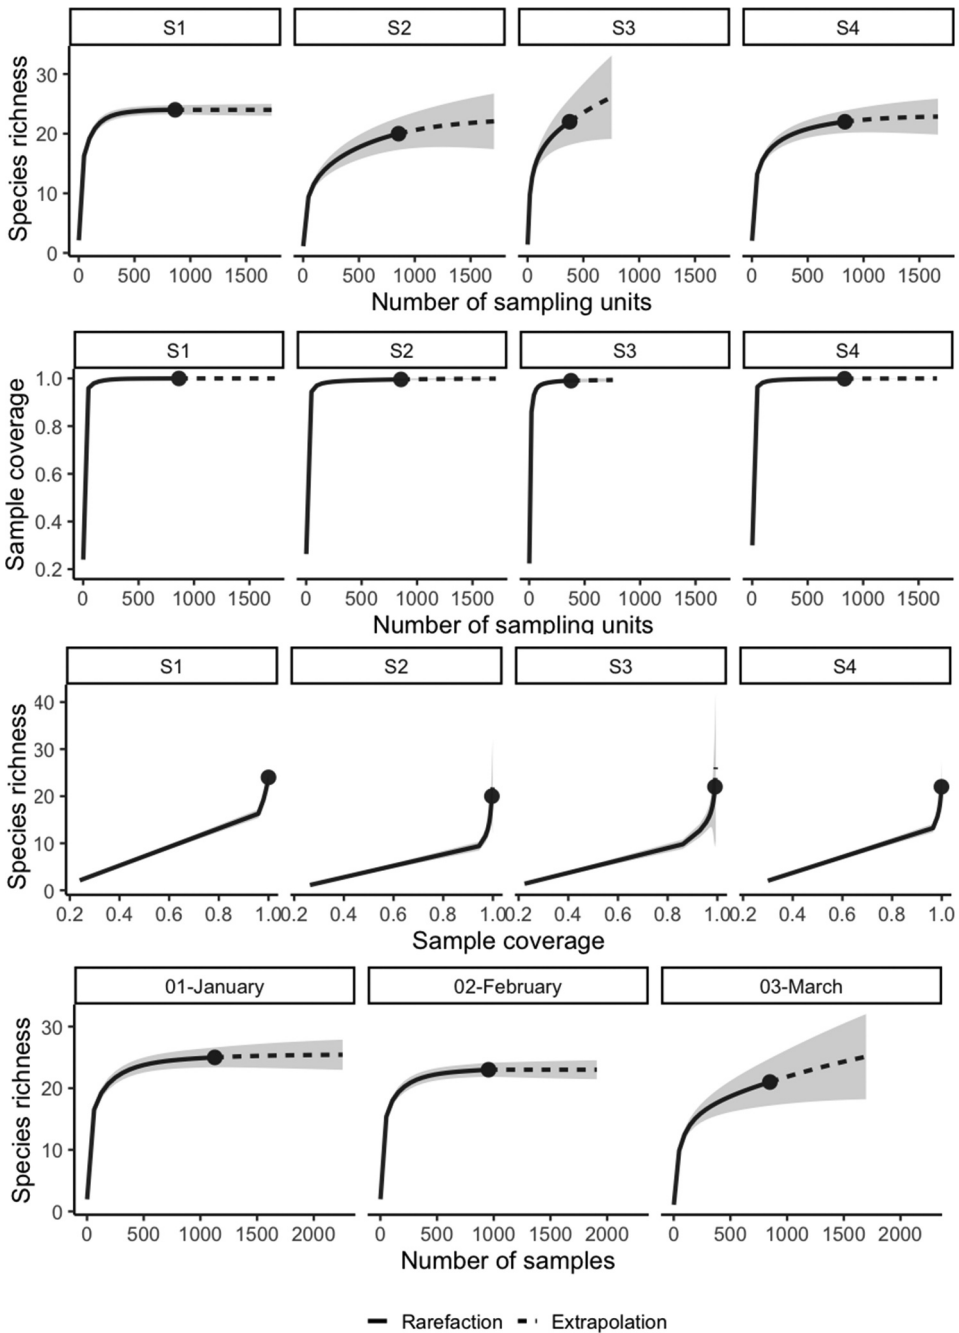 S1 S2 S3 S4
Species richness
30
20
10
0
0 500 1000 1500 0 500 1000 1500 0 500 1000 1500 0 500 1000 1500
Number of sampling units
S1 S2 S3 S4
Sample coverage
1.0
0.8
0.6
0.4
0.2
0 500 1000 1500 0 500 1000 1500 0 500 1000 1500 0 500 1000 1500
Number of sampling units
S1 S2 S3 S4
Species richness
40
30
20
10
0
0.2 0.4 0.6 0.8 1.00.2 0.4 0.6 0.8 1.00.2 0.4 0.6 0.8 1.00.2 0.4 0.6 0.8 1.0
Sample coverage
01-January 02-February 03-March
Species richness
30
20
10
0
0 500 1000 1500 2000 0 500 1000 1500 2000 0 500 1000 1500 2000
Number of samples
Rarefaction Extrapolation